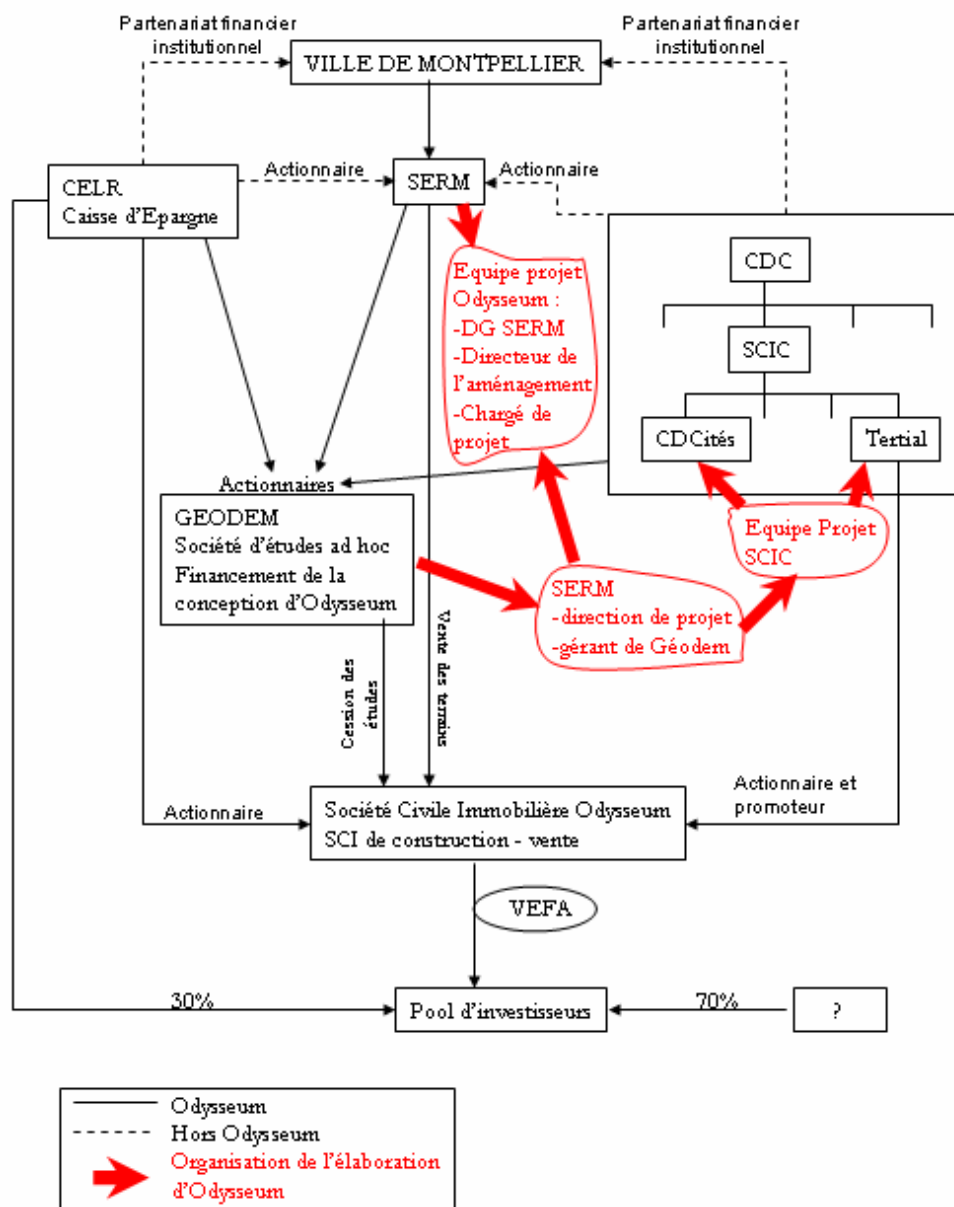 Partenariat financier
institutionnel
Partenariat financier
institutionnel
VILLE DE MONTPELLIER
Actionnaire
Actionnaire
CELR
Caisse d'Epargne
SERM
CDC
SCIC
CDCités
Tertial
Equipe projet
Odysseum :
-DG SERM
-Directeur de
l'aménagement
-Chargé de
projet
Actionnaires
GEODEM
Société d'études ad hoc
Financement de la
conception d'Odysseum
Equipe Projet
SCIC
SERM
-direction de projet
-gérant de Géodem
Cession des
études
Vente des terrains
Actionnaire
Société Civile Immobilière Odysseum
SCI de construction - vente
Actionnaire et
promoteur
VEFA
30%
Pool d'investisseurs
70%
?
Odysseum
Hors Odysseum
Organisation de l'élaboration
d'Odysseum